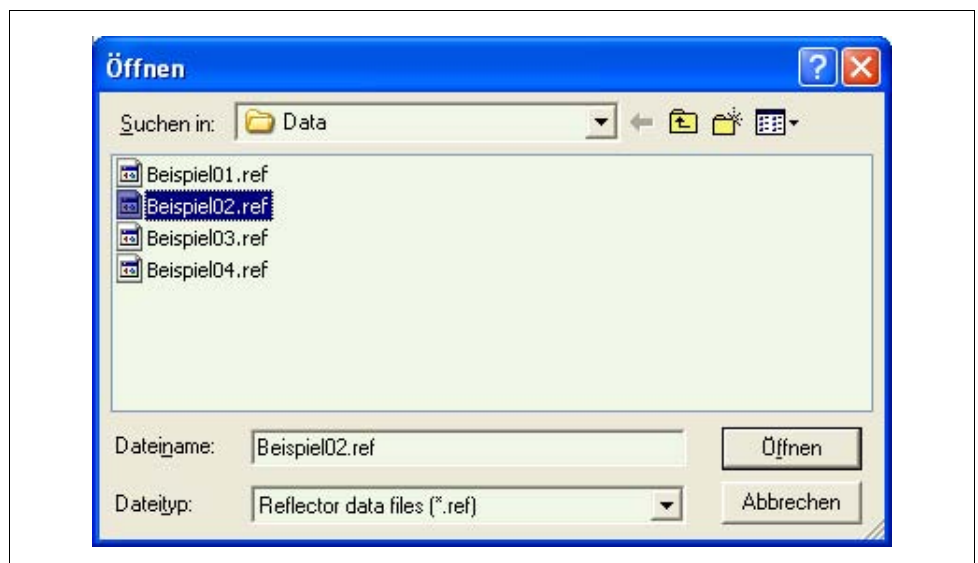 Öffnen
Suchen in: Data
Beispiel01.ref
Beispiel02.ref
Beispiel03.ref
Beispiel04.ref
Dateiname: Beispiel02.ref Öffnen
Dateityp: Reflector data files (*.ref) Abbrechen